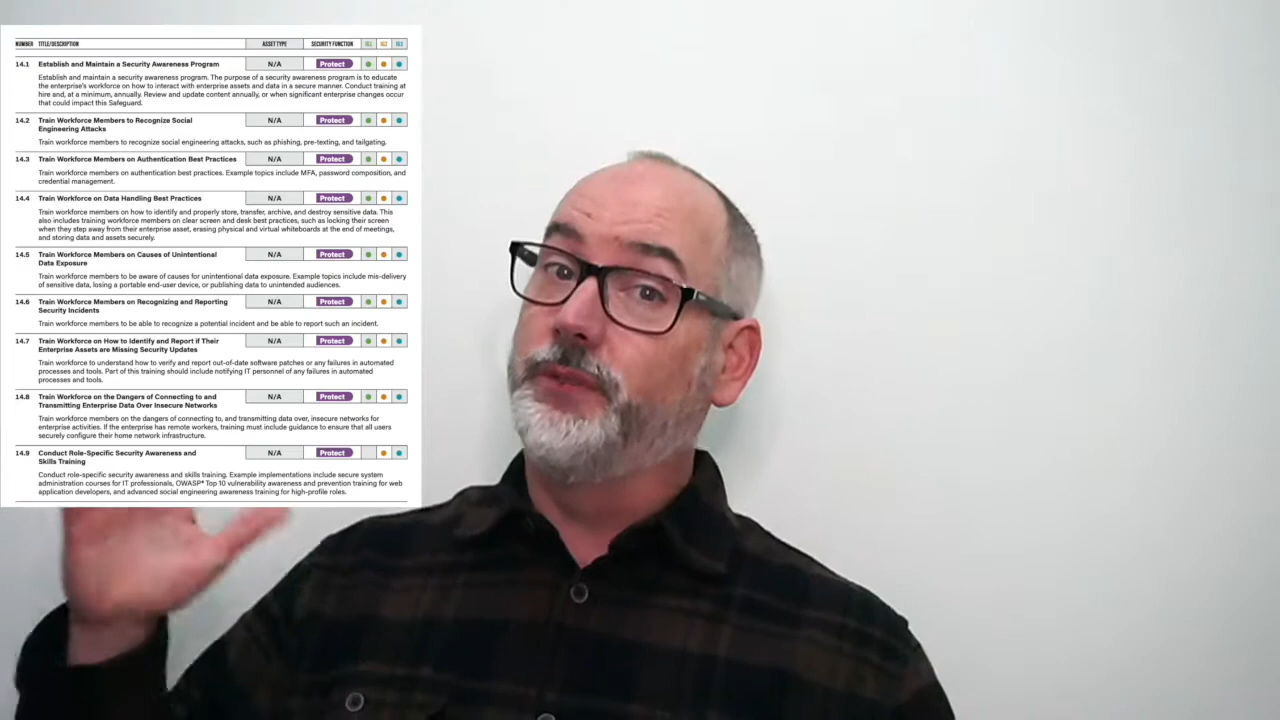 NUMBER TITLE/DESCRIPTION ASSET TYPE SECURITY FUNCTION IG1 IG2 IG3
14.1 Establish and Maintain a Security Awareness Program N/A Protect
Establish and maintain a security awareness program. The purpose of a security awareness program is to educate
the enterprise's workforce on how to interact with enterprise assets and data in a secure manner. Conduct training at
hire and, at a minimum, annually. Review and update content annually, or when significant enterprise changes occur
that could impact this Safeguard.
14.2 Train Workforce Members to Recognize Social N/A Protect
Engineering Attacks
Train workforce members to recognize social engineering attacks, such as phishing, pre-texting, and tailgating.
14.3 Train Workforce Members on Authentication Best Practices N/A Protect
Train workforce members on authentication best practices. Example topics include MFA, password composition, and
credential management.
14.4 Train Workforce on Data Handling Best Practices N/A Protect
Train workforce members on how to identify and properly store, transfer, archive, and destroy sensitive data. This
also includes training workforce members on clear screen and desk best practices, such as locking their screen
when they step away from their enterprise asset, erasing physical and virtual whiteboards at the end of meetings,
and storing data and assets securely.
14.5 Train Workforce Members on Causes of Unintentional N/A Protect
Data Exposure
Train workforce members to be aware of causes for unintentional data exposure. Example topics include mis-delivery
of sensitive data, losing a portable end-user device, or publishing data to unintended audiences.
14.6 Train Workforce Members on Recognizing and Reporting N/A Protect
Security Incidents
Train workforce members to be able to recognize a potential incident and be able to report such an incident.
14.7 Train Workforce on How to Identify and Report if Their N/A Protect
Enterprise Assets are Missing Security Updates
Train workforce to understand how to verify and report out-of-date software patches or any failures in automated
processes and tools. Part of this training should include notifying IT personnel of any failures in automated
processes and tools.
14.8 Train Workforce on the Dangers of Connecting to and N/A Protect
Transmitting Enterprise Data Over Insecure Networks
Train workforce members on the dangers of connecting to, and transmitting data over, insecure networks for
enterprise activities. If the enterprise has remote workers, training must include guidance to ensure that all users
securely configure their home network infrastructure.
14.9 Conduct Role-Specific Security Awareness and N/A Protect
Skills Training
Conduct role-specific security awareness and skills training. Example implementations include secure system
administration courses for IT professionals, OWASP® Top 10 vulnerability awareness and prevention training for web
application developers, and advanced social engineering awareness training for high-profile roles.